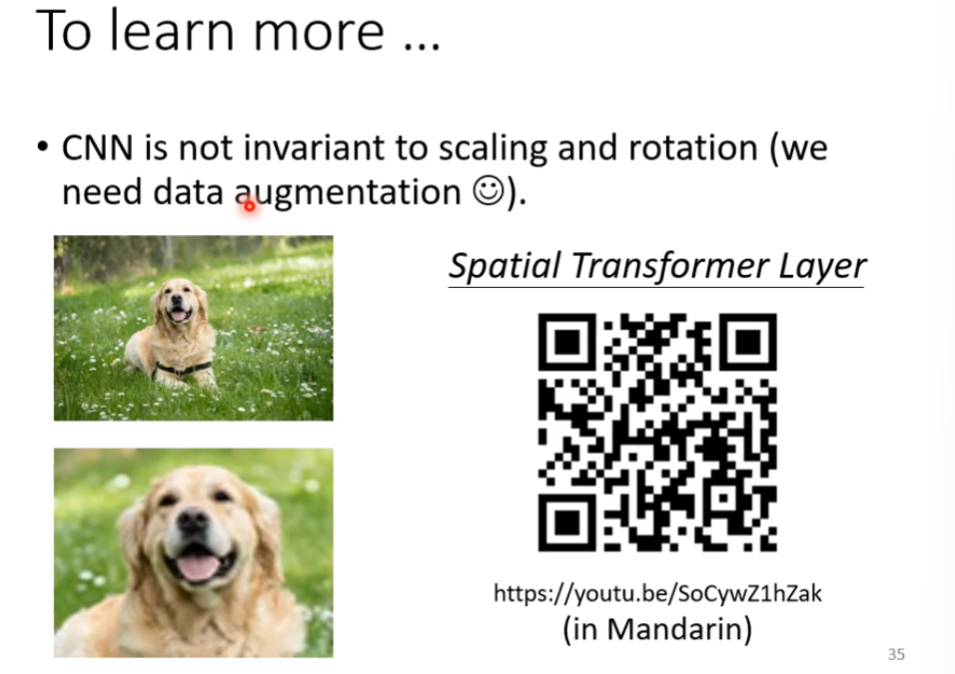 To learn more ...
• CNN is not invariant to scaling and rotation (we
need data augmentation ☺).
Spatial Transformer Layer
https://youtu.be/SoCywZ1hZak
(in Mandarin)
35